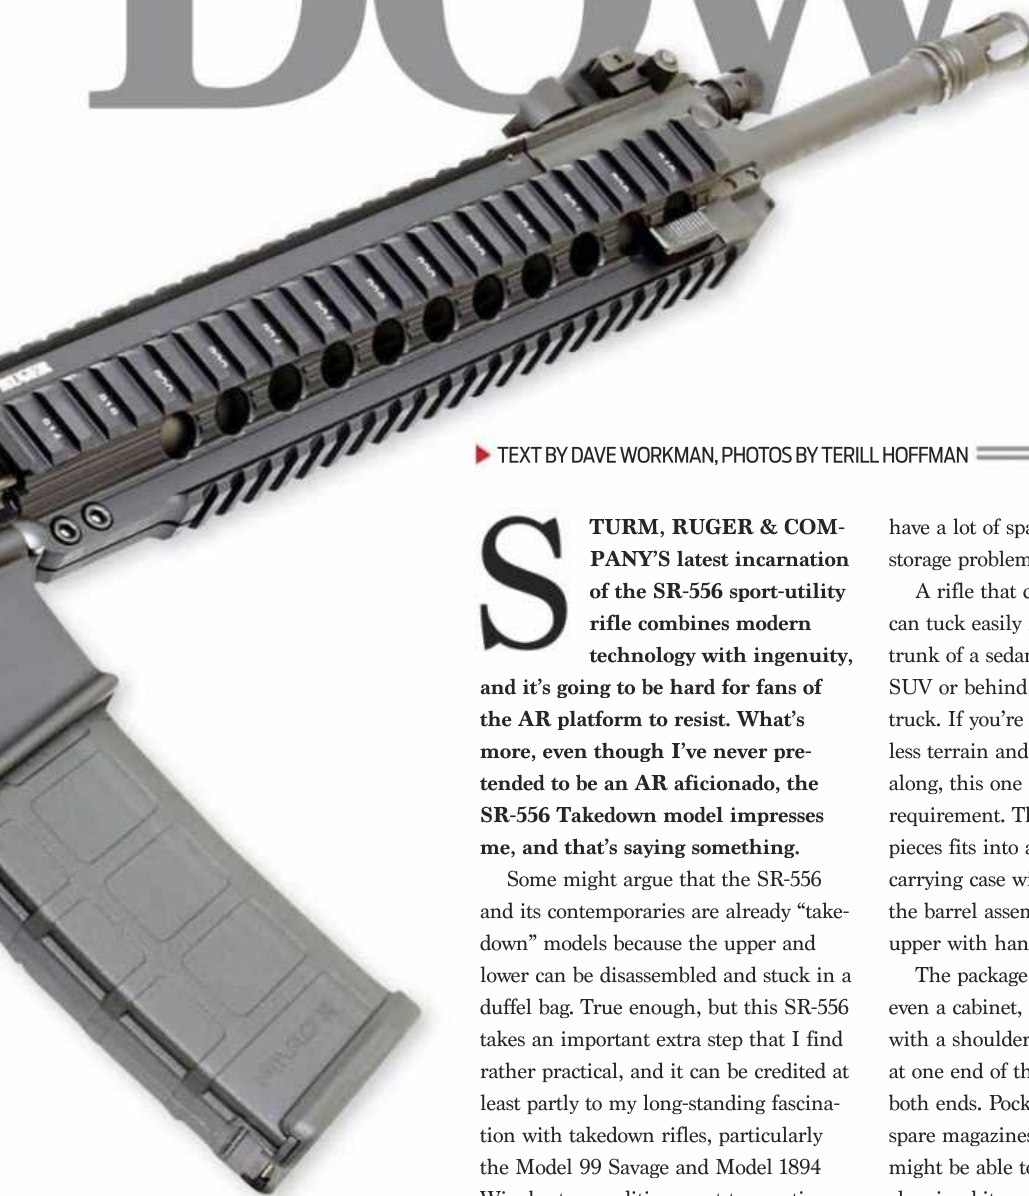 DOW
RUGER
TEXT BY DAVE WORKMAN, PHOTOS BY TERILL HOFFMAN
STURM, RUGER & COM-
PANY'S latest incarnation
of the SR-556 sport-utility
rifle combines modern
technology with ingenuity,
and it's going to be hard for fans of
the AR platform to resist. What's
more, even though I've never pre-
tended to be an AR aficionado, the
SR-556 Takedown model impresses
me, and that's saying something.
Some might argue that the SR-556
and its contemporaries are already “take-
down” models because the upper and
lower can be disassembled and stuck in a
duffel bag. True enough, but this SR-556
takes an important extra step that I find
rather practical, and it can be credited at
least partly to my long-standing fascina-
tion with takedown rifles, particularly
the Model 99 Savage and Model 1894
have a lot of
storage problem
A rifle that
can tuck easily
trunk of a sedan
SUV or behind
truck. If you're
less terrain and
along, this one
requirement.
pieces fits into
carrying case
the barrel
upper with
The package
even a cabinet,
with a shoulder
at one end of
both ends.
spare magazines
might be able